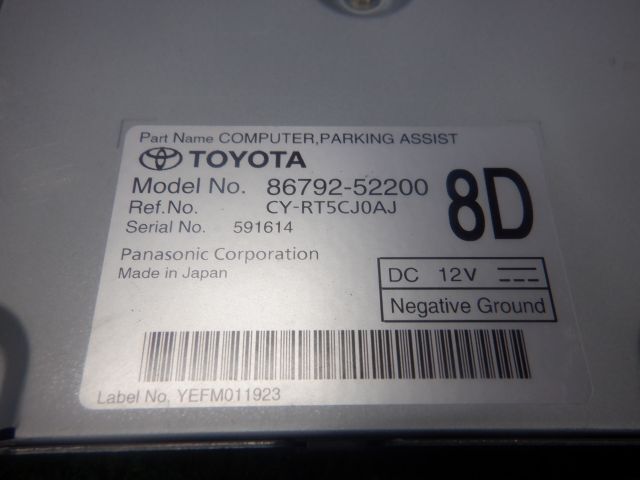 Part Name COMPUTER,PARKING ASSIST
TOYOTA
Model No. 86792-52200
Ref.No. CY-RT5CJ0AJ
8D
Serial No. 591614
Panasonic Corporation
Made in Japan
DC 12V
Negative Ground
Label No, YEFM011923